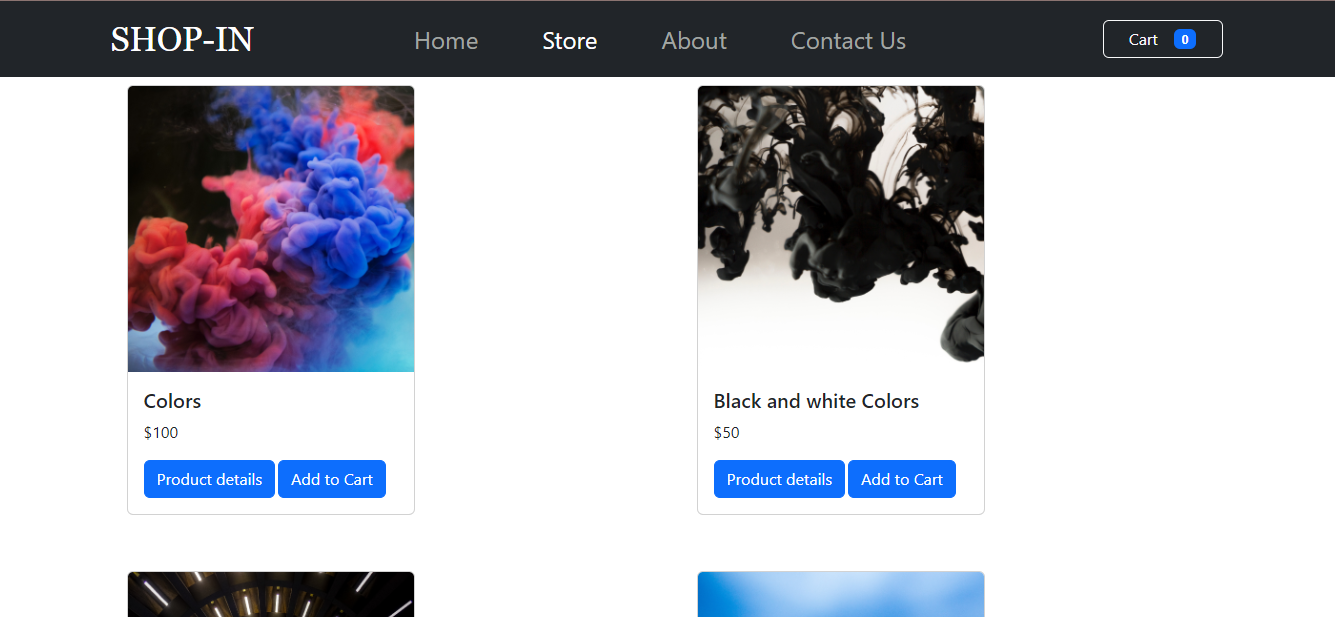 SHOP-IN Home Store About Contact Us Cart 0
Colors
$100
Product details Add to Cart
Black and white Colors
$50
Product details Add to Cart